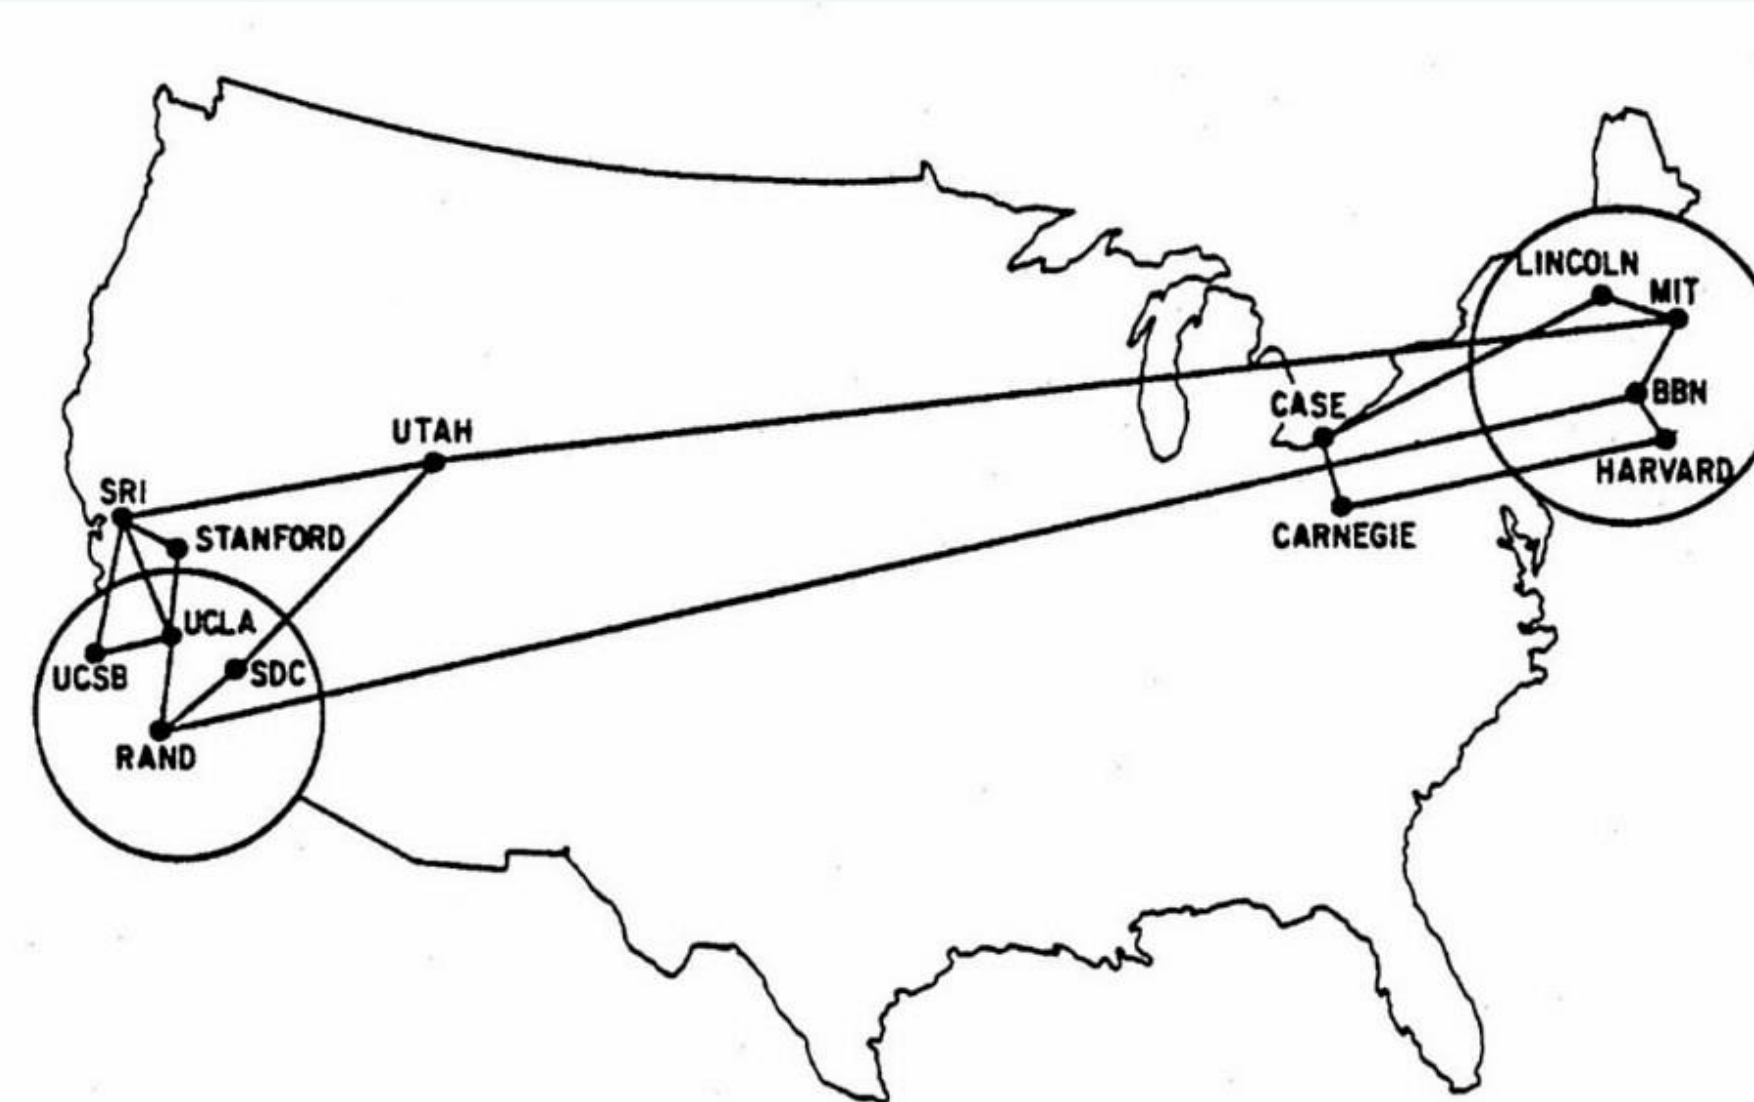 LINCOLN
MIT
BBN
CASE
HARVARD
CARNEGIE
UTAH
SRI
STANFORD
UCLA
UCSB
SDC
RAND